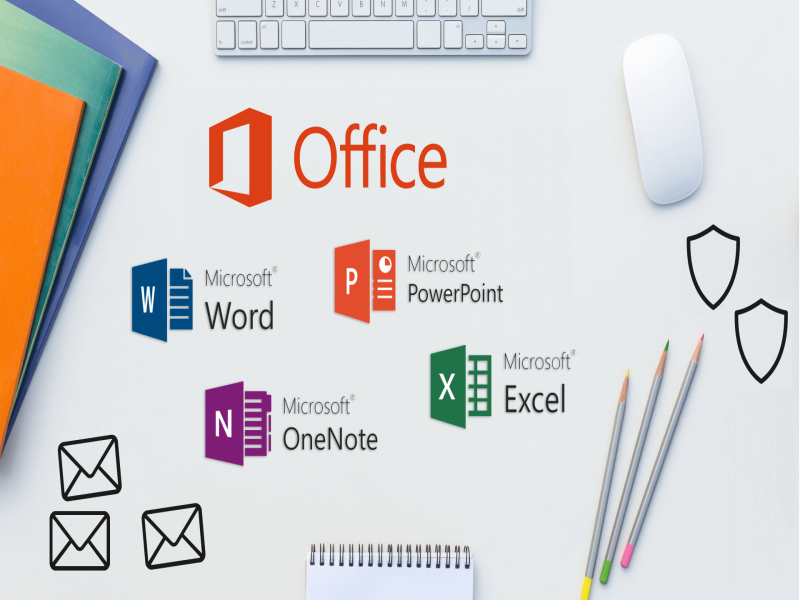 Z X C V B N M
Office
Microsoft®
Word
W
Microsoft®
PowerPoint
P
Microsoft®
Excel
X
Microsoft®
OneNote
N